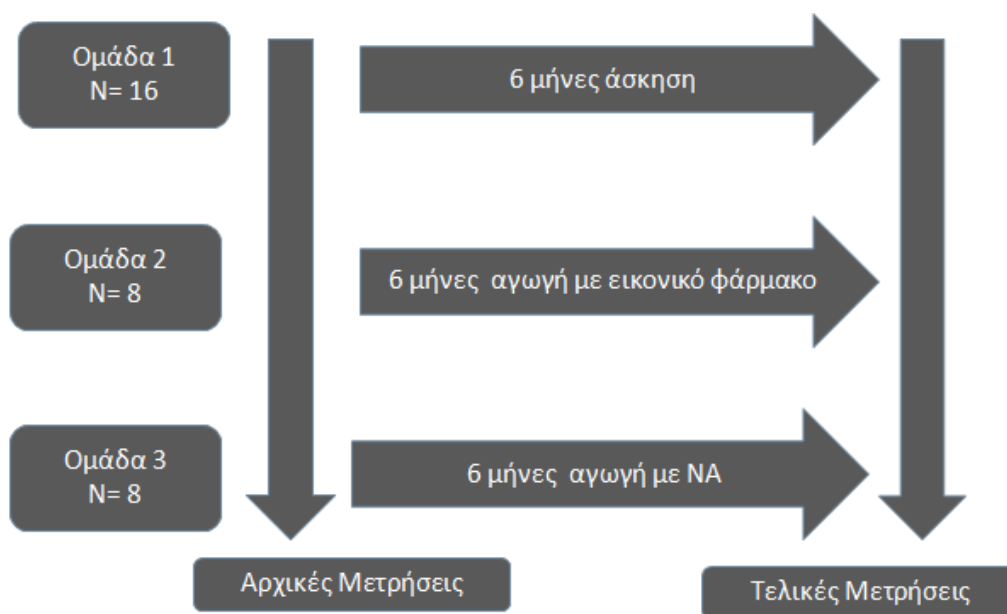 Ομάδα 1
N= 16
6 μήνες άσκηση
Ομάδα 2
N= 8
6 μήνες αγωγή με εικονικό φάρμακο
Ομάδα 3
N= 8
6 μήνες αγωγή με ΝΑ
Αρχικές Μετρήσεις
Τελικές Μετρήσεις